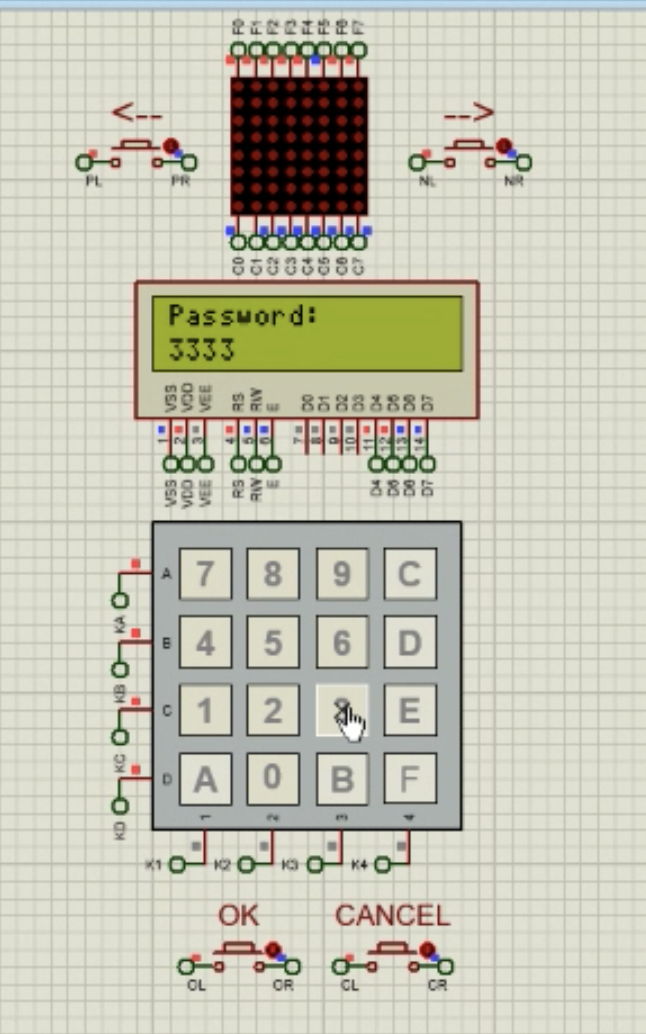 F0 F1 F2 F3 F4 F5 F6 F7
<-- -->
PL PR NL NR
C0 C1 C2 C3 C4 C5 C6 C7
Password:
3333
VSS VDD VEE RS RW E D0 D1 D2 D3 D4 D5 D6 D7
1 2 3 4 5 6 7 8 9 10 11 12 13 14
VSS VDD VEE RS RW E D4 D5 D6 D7
A 7 8 9 C
KA
B 4 5 6 D
KB
C 1 2 3 E
KC
D A 0 B F
KD
1 2 3 4
K1 K2 K3 K4
OK CANCEL
OL OR CL CR